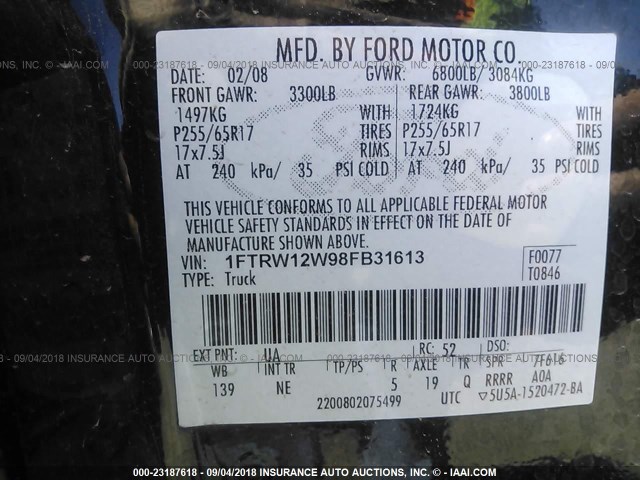 MFD. BY FORD MOTOR CO.
000-23187618 - 09/04/2018 INSURANCE AUTO AUCTIONS CENTRE. - © - IAAI.COM
DATE: 02/08 GVWR: 6800LB/ 3084KG
FRONT GAWR: 3300LB REAR GAWR: 3800LB
1497KG WITH 1724KG WITH
P255/65R17 TIRES P255/65R17 TIRES
17x7.5J RIMS 17x7.5J RIMS
AT 240 kPa/ 35 PSI COLD AT 240 kPa/ 35 PSI COLD
THIS VEHICLE CONFORMS TO ALL APPLICABLE FEDERAL MOTOR
VEHICLE SAFETY STANDARDS IN EFFECT ON THE DATE OF
MANUFACTURE SHOWN ABOVE.
VIN: 1FTRW12W98FB31613 F0077
TYPE: Truck T0846
EXT PNT: UA RC: 52 DSO:
WB INT TR TP/PS R AXLE TR SPR 7F616
139 NE 5 19 Q RRRR A0A
2200802075499 UTC ▽5U5A-1520472-BA
000-23187618 - 09/04/2018 INSURANCE AUTO AUCTIONS CENTRE. - © - IAAI.COM